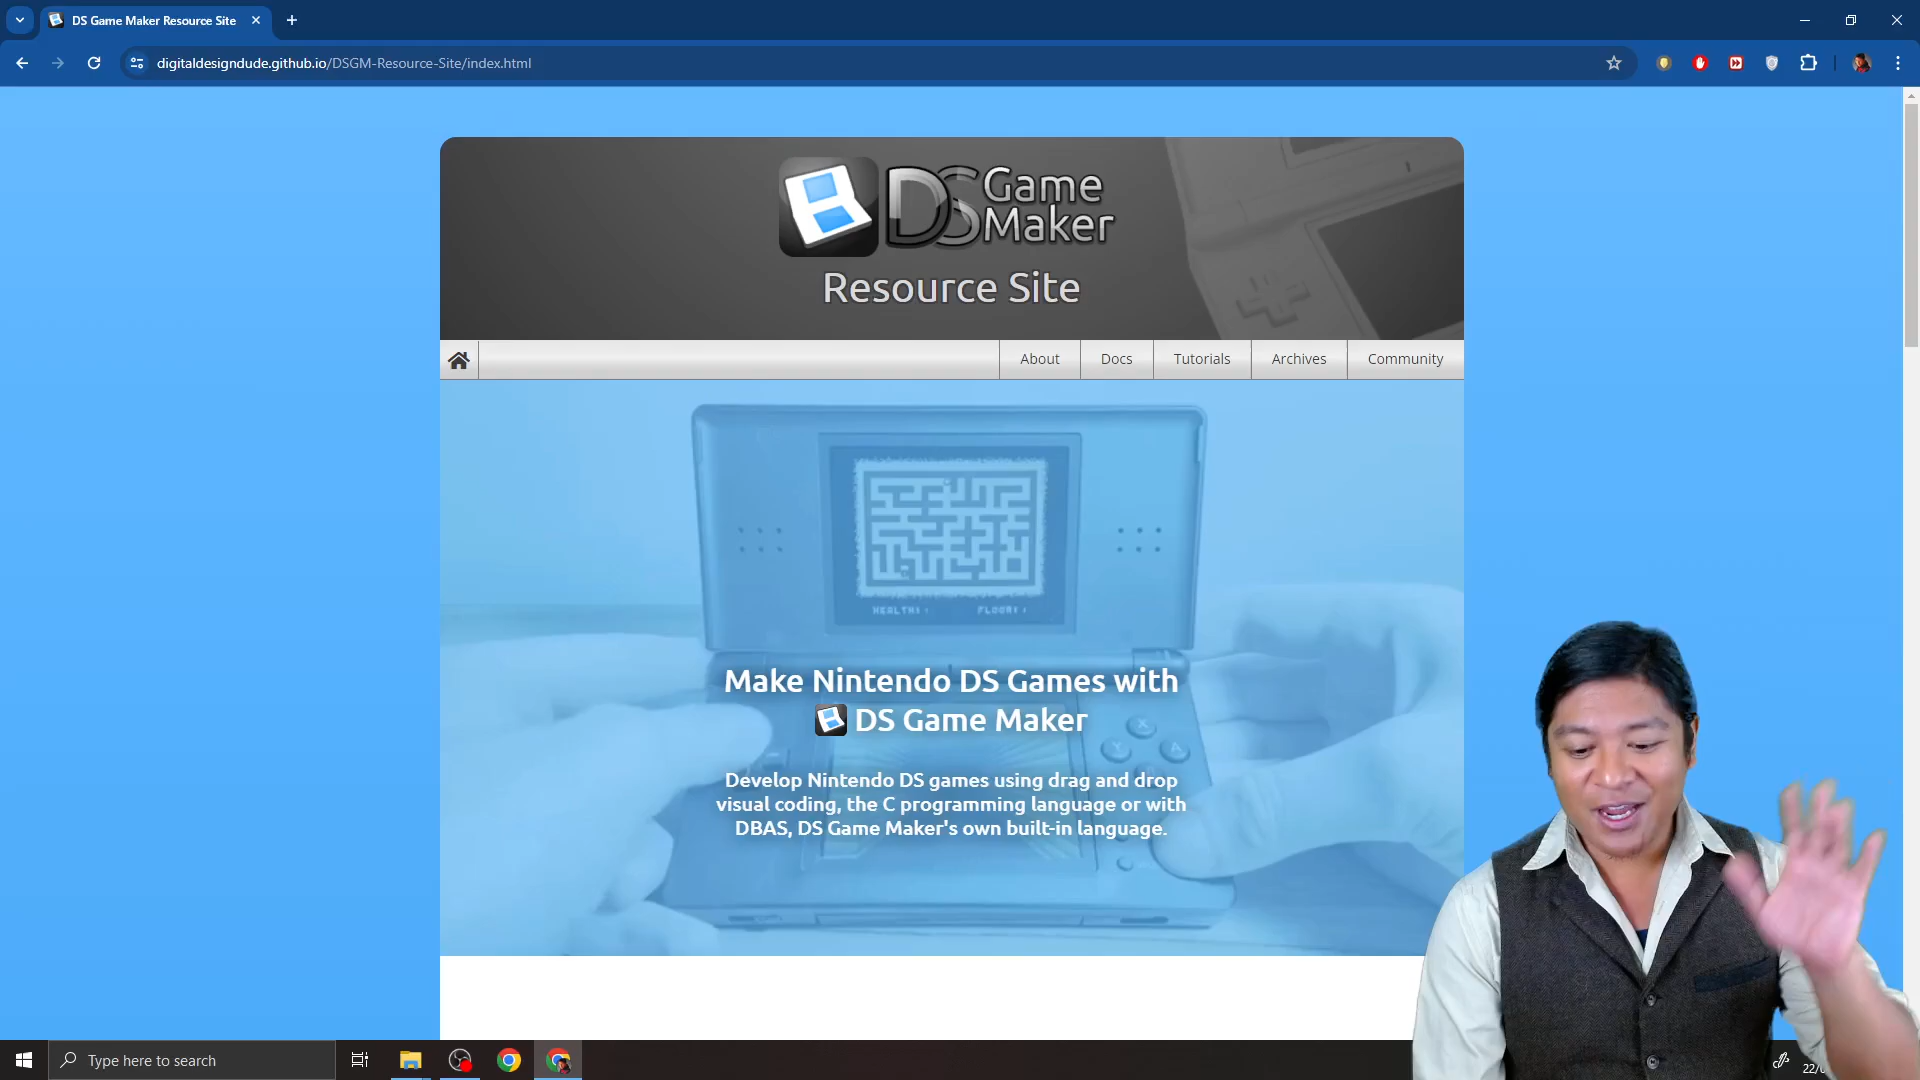 DS Game Maker Resource Site
digitaldesigndude.github.io/DSGM-Resource-Site/index.html
DS Game Maker
Resource Site
About Docs Tutorials Archives Community
HEALTH: FLOOR:
Make Nintendo DS Games with
DS Game Maker
X
Y A
Develop Nintendo DS games using drag and drop
visual coding, the C programming language or with
DBAS, DS Game Maker's own built-in language.
Type here to search